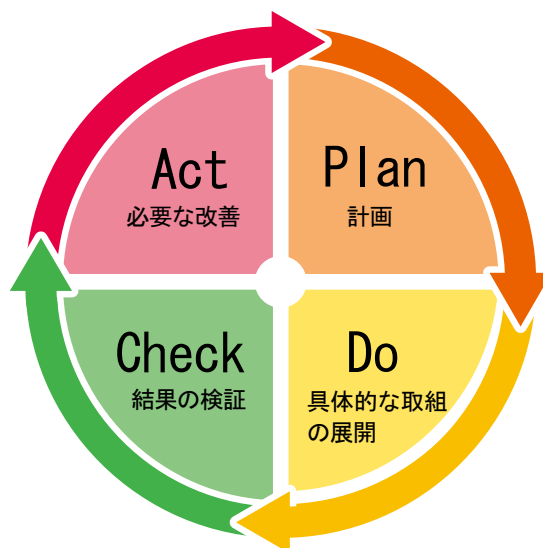 Act
必要な改善
Plan
計画
Check
結果の検証
Do
具体的な取組
の展開